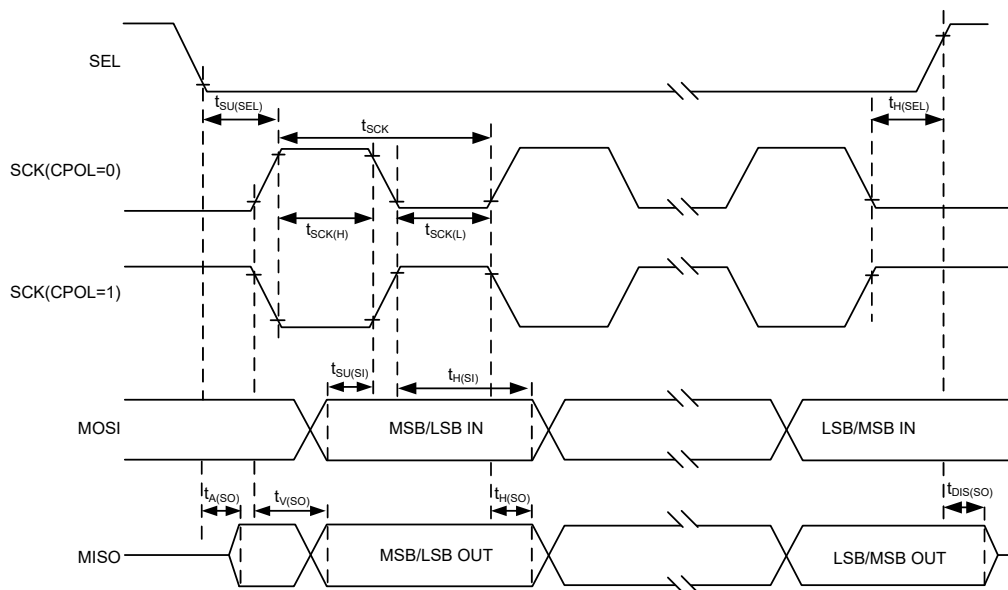 SEL
tSU(SEL)
tH(SEL)
tSCK
SCK(CPOL=0)
tSCK(H)
tSCK(L)
SCK(CPOL=1)
tSU(SI)
tH(SI)
MOSI
MSB/LSB IN
LSB/MSB IN
tA(SO)
tV(SO)
tH(SO)
tDIS(SO)
MISO
MSB/LSB OUT
LSB/MSB OUT